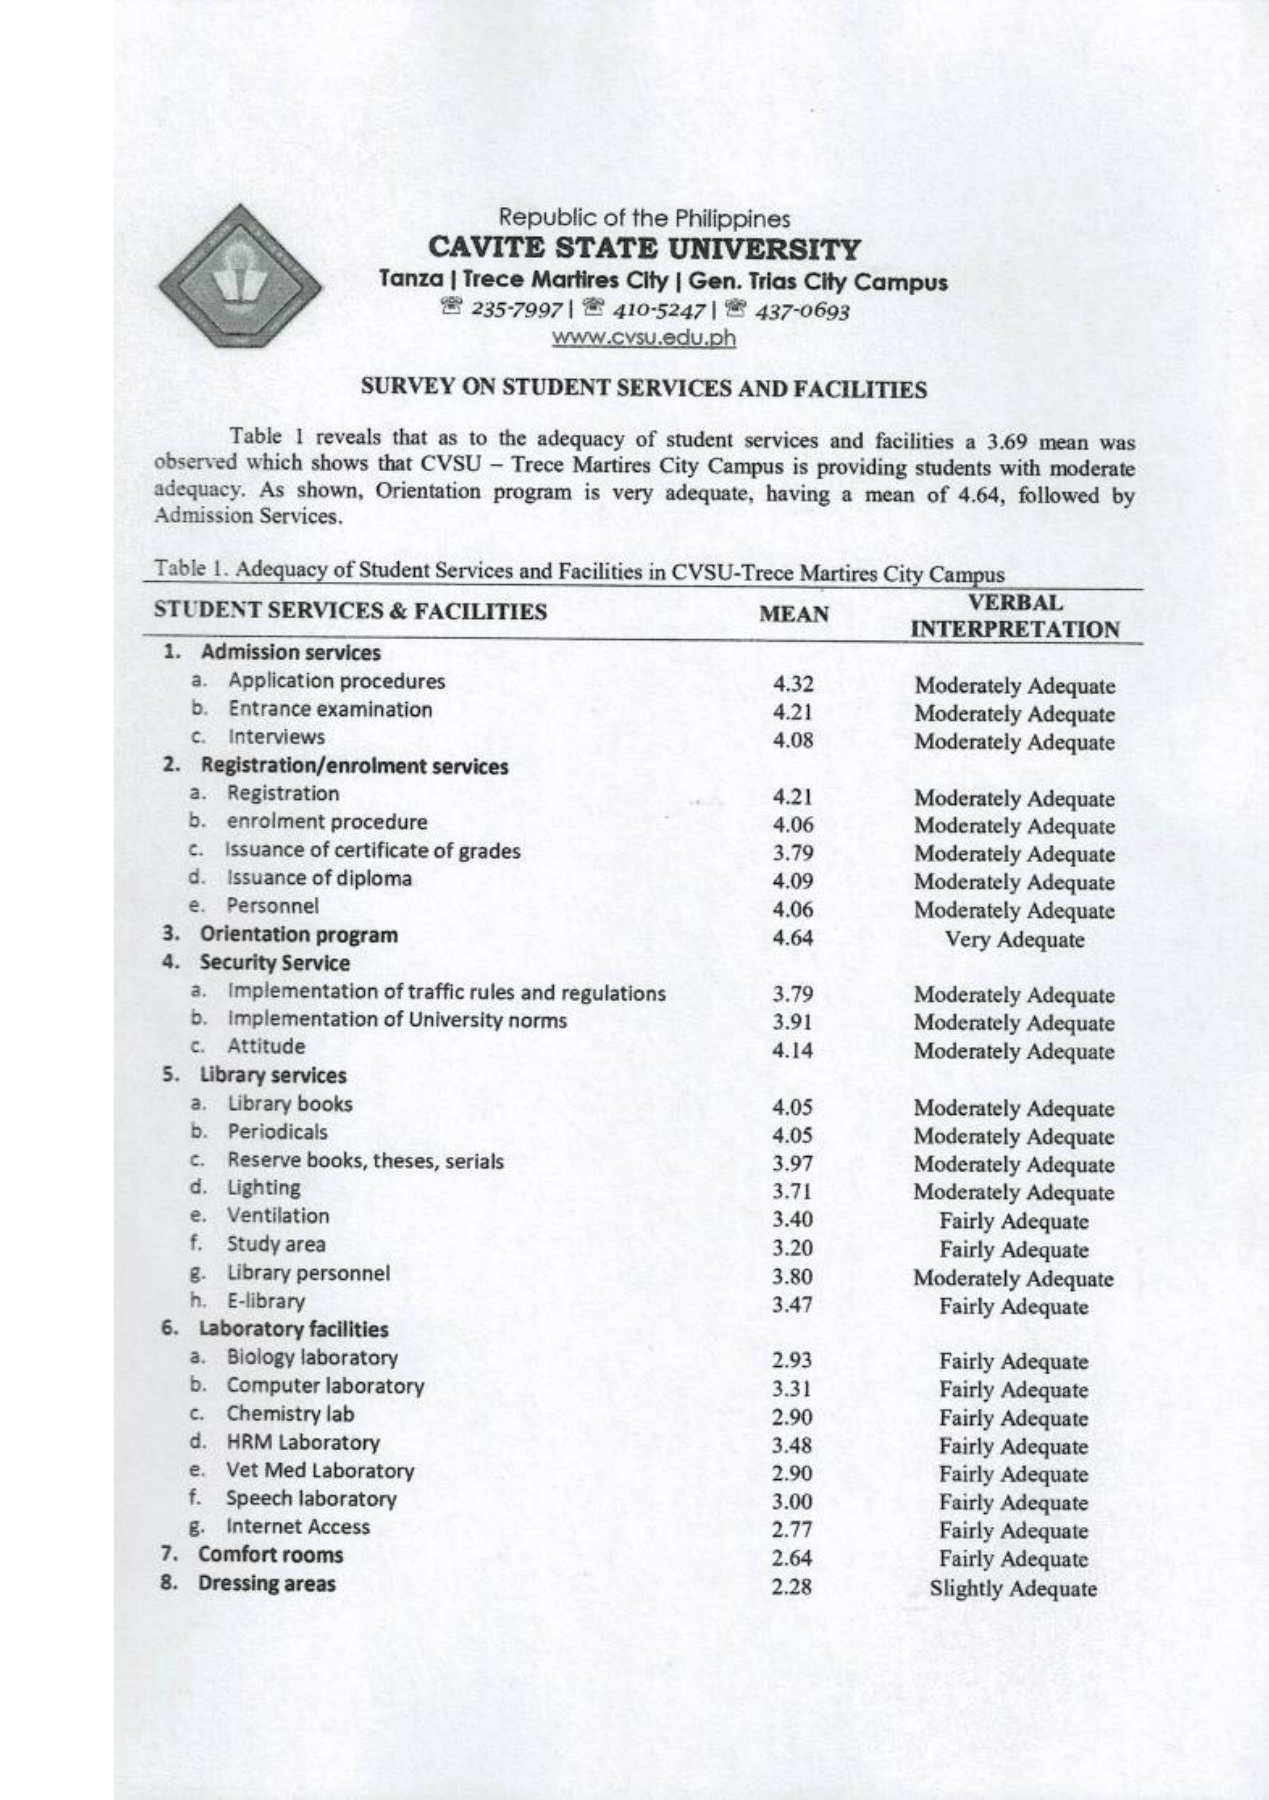 Republic of the Philippines
CAVITE STATE UNIVERSITY
Tanza | Trece Martires City | Gen. Trias City Campus
☏ 235-7997 | ☏ 410-5247 | ☏ 437-0693
www.cvsu.edu.ph
SURVEY ON STUDENT SERVICES AND FACILITIES
Table 1 reveals that as to the adequacy of student services and facilities a 3.69 mean was
observed which shows that CVSU – Trece Martires City Campus is providing students with moderate
adequacy. As shown, Orientation program is very adequate, having a mean of 4.64, followed by
Admission Services.
Table 1. Adequacy of Student Services and Facilities in CVSU-Trece Martires City Campus
STUDENT SERVICES & FACILITIES MEAN VERBAL
INTERPRETATION
1. Admission services
a. Application procedures 4.32 Moderately Adequate
b. Entrance examination 4.21 Moderately Adequate
c. Interviews 4.08 Moderately Adequate
2. Registration/enrolment services
a. Registration 4.21 Moderately Adequate
b. enrolment procedure 4.06 Moderately Adequate
c. Issuance of certificate of grades 3.79 Moderately Adequate
d. Issuance of diploma 4.09 Moderately Adequate
e. Personnel 4.06 Moderately Adequate
3. Orientation program 4.64 Very Adequate
4. Security Service
a. Implementation of traffic rules and regulations 3.79 Moderately Adequate
b. Implementation of University norms 3.91 Moderately Adequate
c. Attitude 4.14 Moderately Adequate
5. Library services
a. Library books 4.05 Moderately Adequate
b. Periodicals 4.05 Moderately Adequate
c. Reserve books, theses, serials 3.97 Moderately Adequate
d. Lighting 3.71 Moderately Adequate
e. Ventilation 3.40 Fairly Adequate
f. Study area 3.20 Fairly Adequate
g. Library personnel 3.80 Moderately Adequate
h. E-library 3.47 Fairly Adequate
6. Laboratory facilities
a. Biology laboratory 2.93 Fairly Adequate
b. Computer laboratory 3.31 Fairly Adequate
c. Chemistry lab 2.90 Fairly Adequate
d. HRM Laboratory 3.48 Fairly Adequate
e. Vet Med Laboratory 2.90 Fairly Adequate
f. Speech laboratory 3.00 Fairly Adequate
g. Internet Access 2.77 Fairly Adequate
7. Comfort rooms 2.64 Fairly Adequate
8. Dressing areas 2.28 Slightly Adequate